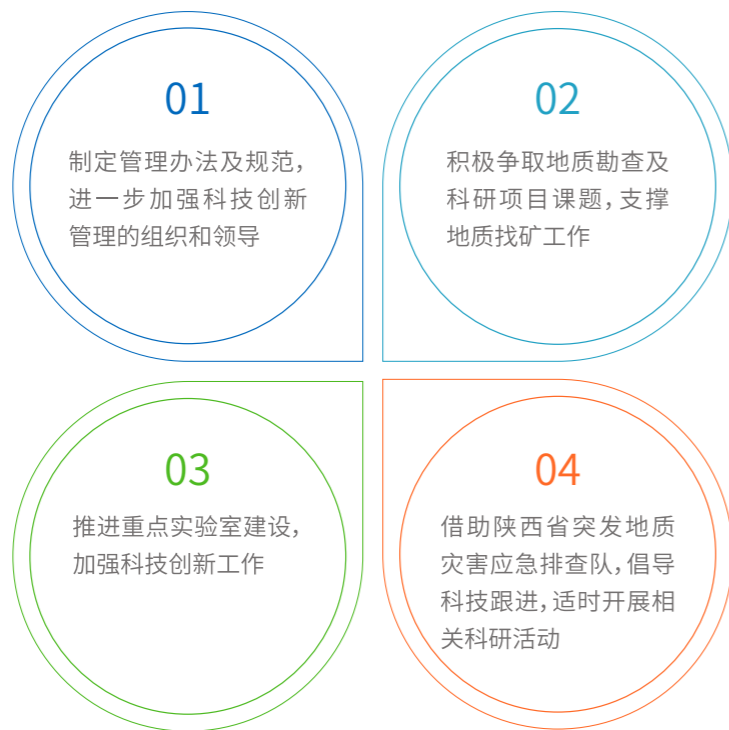 01
制定管理办法及规范，
进一步加强科技创新
管理的组织和领导
02
积极争取地质勘查及
科研项目课题，支撑
地质找矿工作
03
推进重点实验室建设，
加强科技创新工作
04
借助陕西省突发地质
灾害应急排查队，倡导
科技跟进，适时开展相
关科研活动